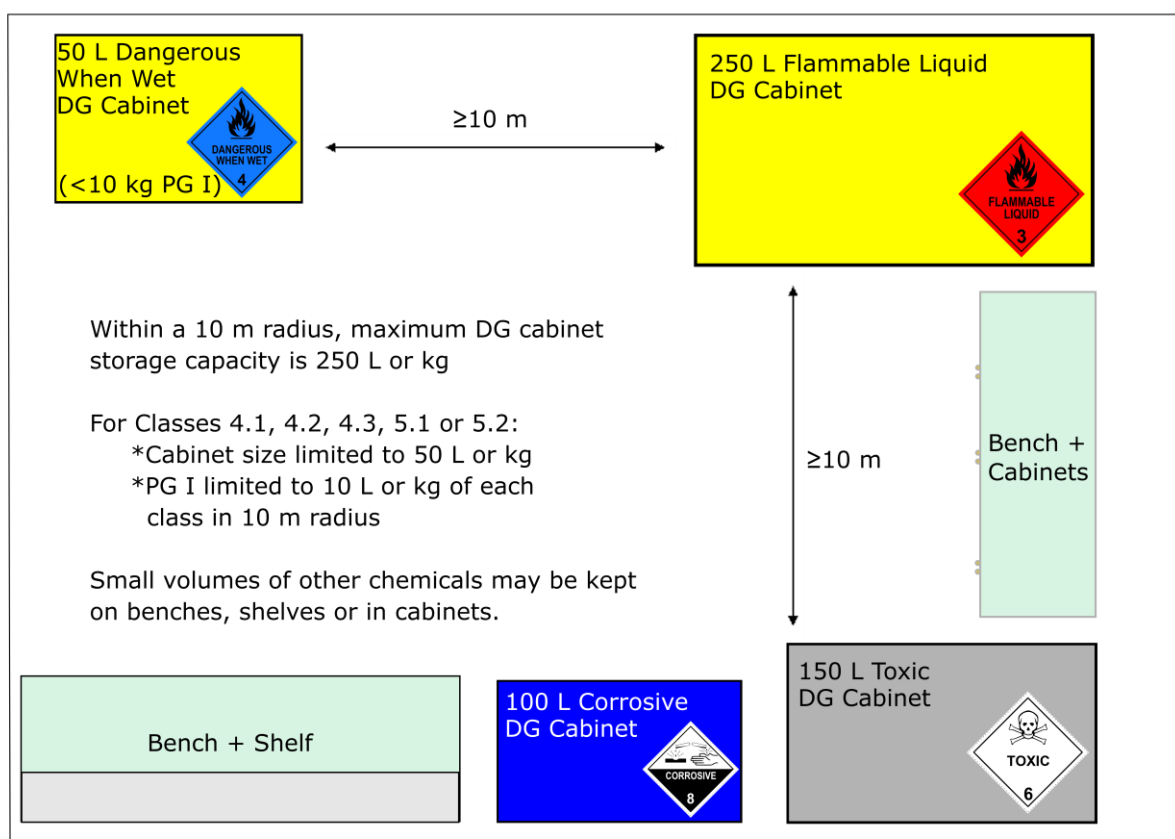 50 L Dangerous
When Wet
DG Cabinet
DANGEROUS
WHEN WET
4
(<10 kg PG I)
≥10 m
250 L Flammable Liquid
DG Cabinet
FLAMMABLE
LIQUID
3
Within a 10 m radius, maximum DG cabinet
storage capacity is 250 L or kg
For Classes 4.1, 4.2, 4.3, 5.1 or 5.2:
*Cabinet size limited to 50 L or kg
*PG I limited to 10 L or kg of each
class in 10 m radius
Small volumes of other chemicals may be kept
on benches, shelves or in cabinets.
≥10 m
Bench +
Cabinets
Bench + Shelf
100 L Corrosive
DG Cabinet
CORROSIVE
8
150 L Toxic
DG Cabinet
TOXIC
6